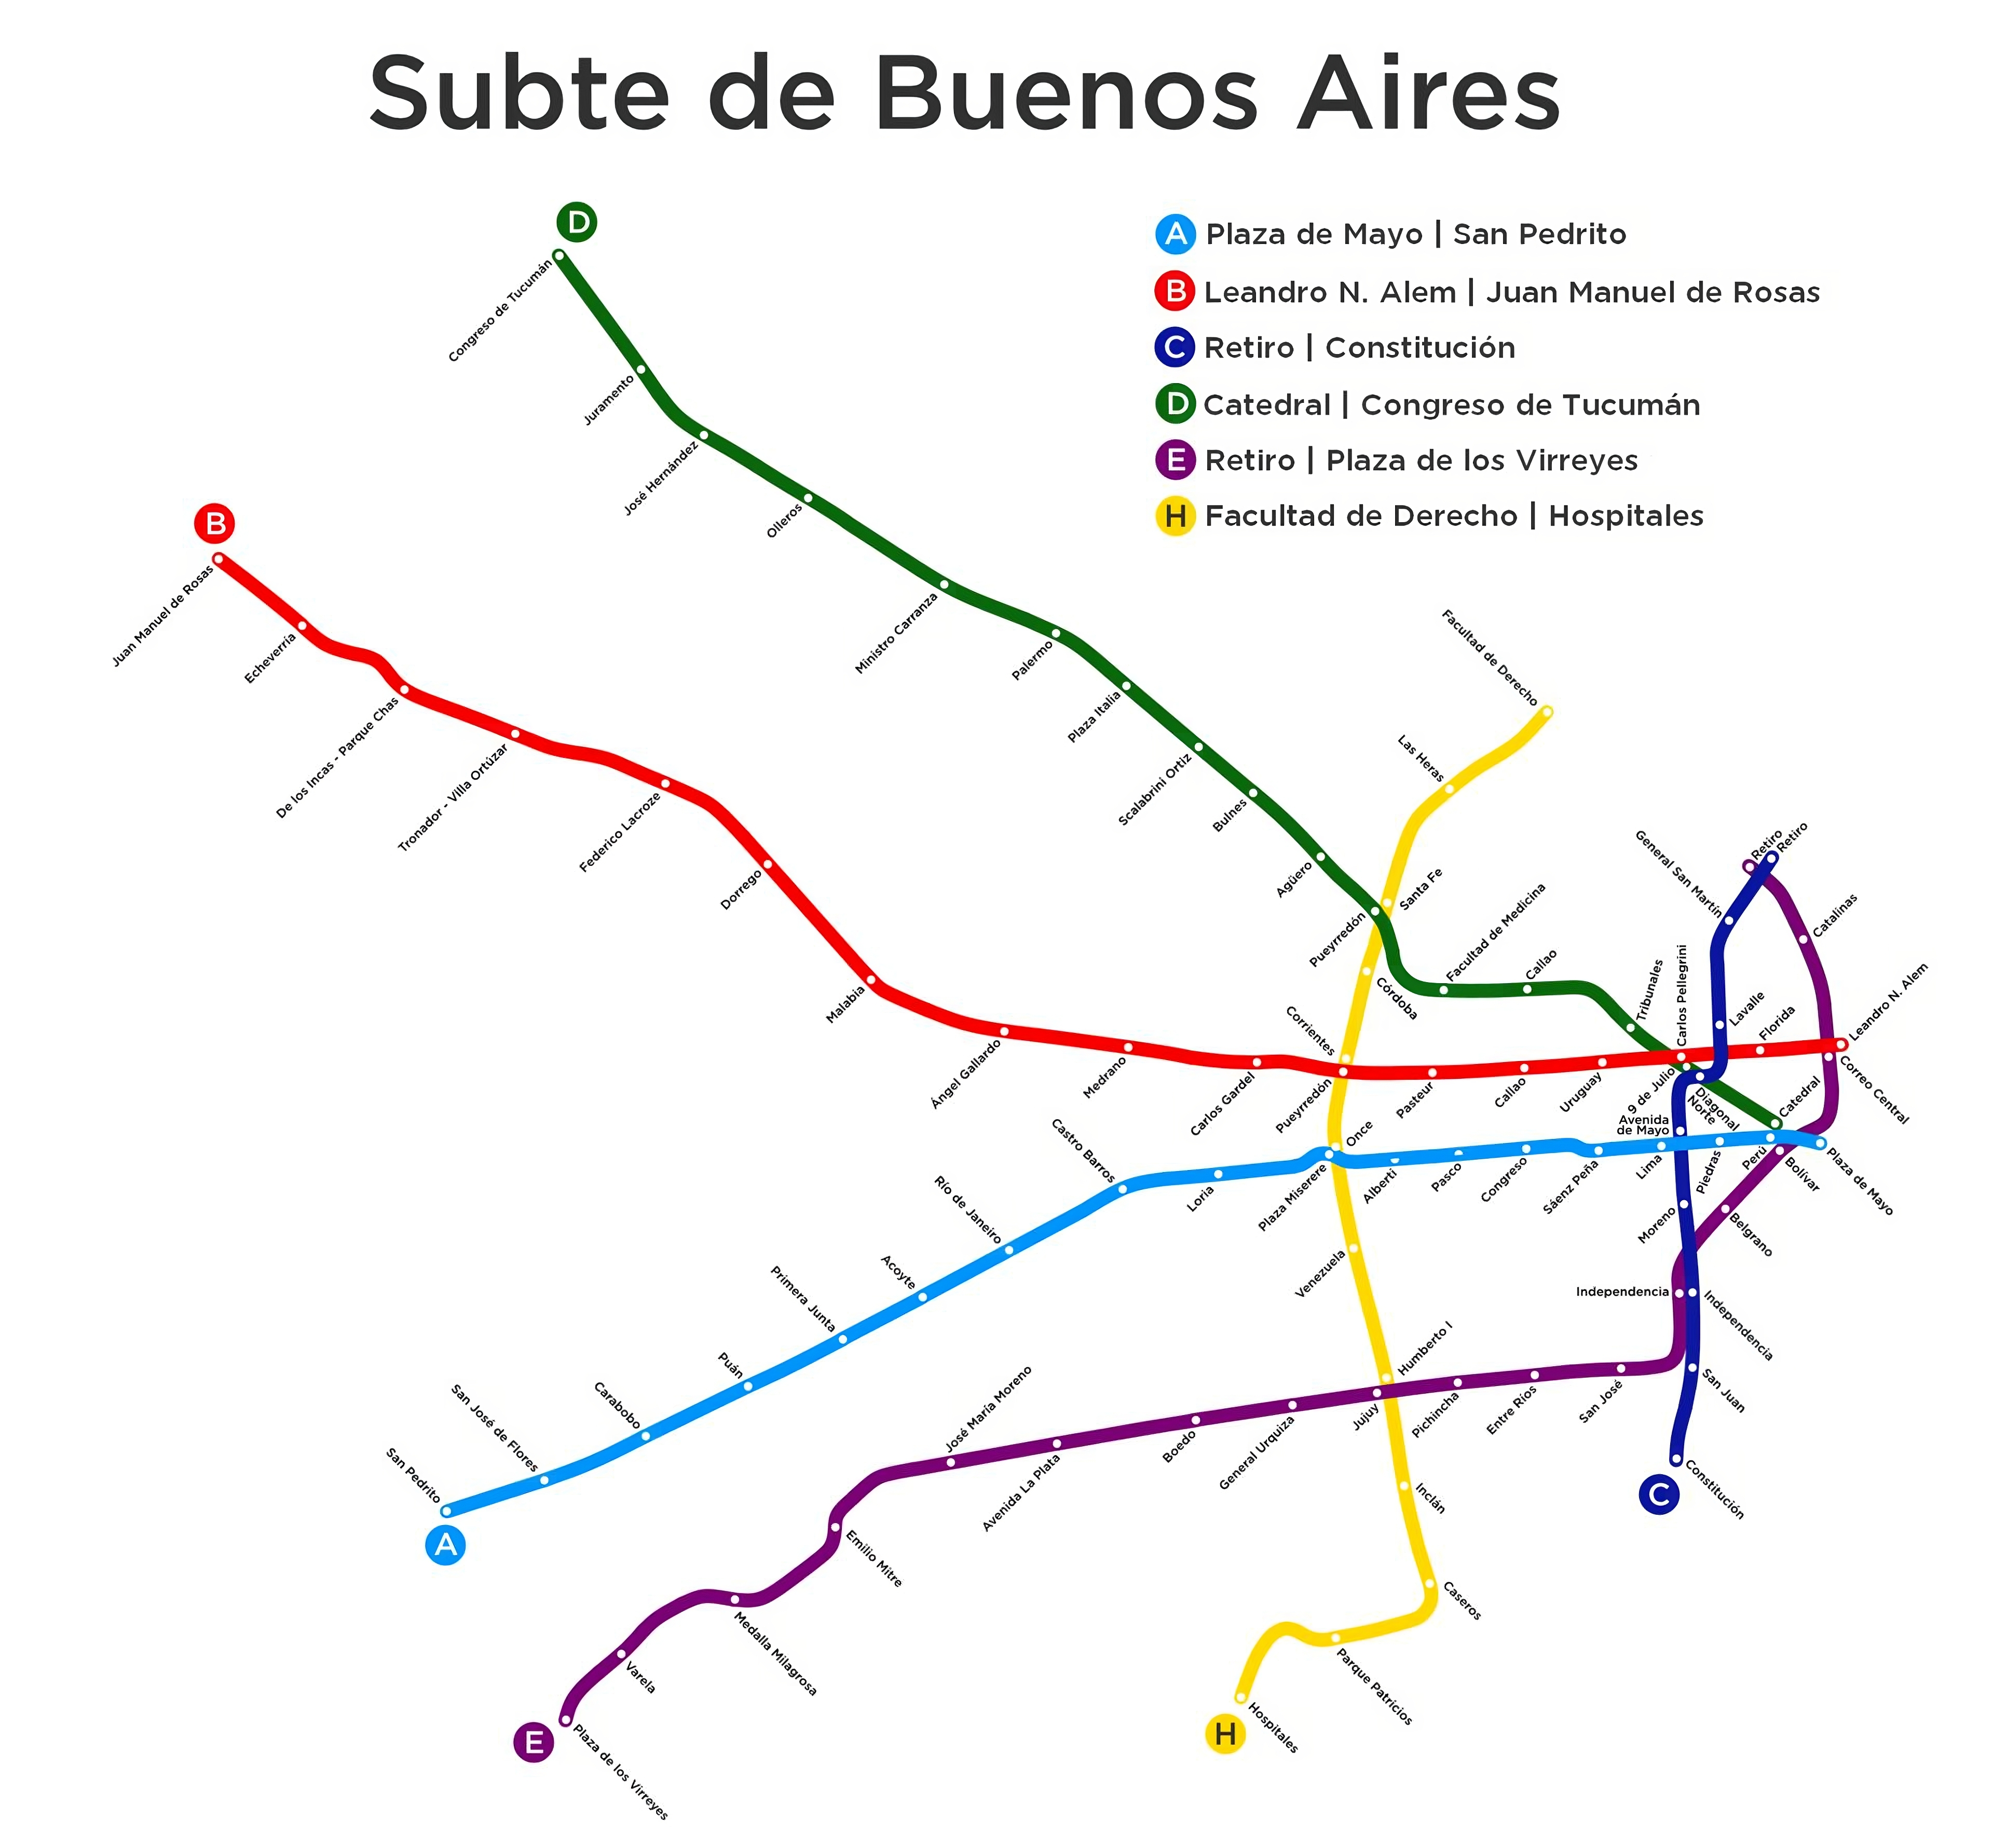 Subte de Buenos Aires
A Plaza de Mayo | San Pedrito
B Leandro N. Alem | Juan Manuel de Rosas
C Retiro | Constitución
D Catedral | Congreso de Tucumán
E Retiro | Plaza de los Virreyes
H Facultad de Derecho | Hospitales
D
Congreso de Tucumán
Juramento
José Hernández
Olleros
Ministro Carranza
Palermo
Plaza Italia
Scalabrini Ortiz
Bulnes
Agüero
Pueyrredón
Facultad de Medicina
Callao
Tribunales
9 de Julio
Catedral
B
Juan Manuel de Rosas
Echeverría
De los Incas - Parque Chas
Tronador - Villa Ortúzar
Federico Lacroze
Dorrego
Malabia
Ángel Gallardo
Medrano
Carlos Gardel
Pueyrredón
Pasteur
Callao
Uruguay
Carlos Pellegrini
Florida
Leandro N. Alem
Facultad de Derecho
Las Heras
Santa Fe
Córdoba
Corrientes
Once
Venezuela
Humberto I
Inclán
Caseros
Parque Patricios
Hospitales
H
Retiro
General San Martín
Lavalle
Diagonal
Norte
Avenida
de Mayo
Moreno
Independencia
San Juan
Constitución
C
San Pedrito
A
San José de Flores
Carabobo
Puán
Primera Junta
Acoyte
Río de Janeiro
Castro Barros
Loria
Plaza Miserere
Alberti
Pasco
Congreso
Sáenz Peña
Lima
Piedras
Perú
Plaza de Mayo
Retiro
Catalinas
Correo Central
Bolívar
Belgrano
Independencia
San José
Entre Ríos
Pichincha
Jujuy
General Urquiza
Boedo
Avenida La Plata
José María Moreno
Emilio Mitre
Medalla Milagrosa
Varela
Plaza de los Virreyes
E